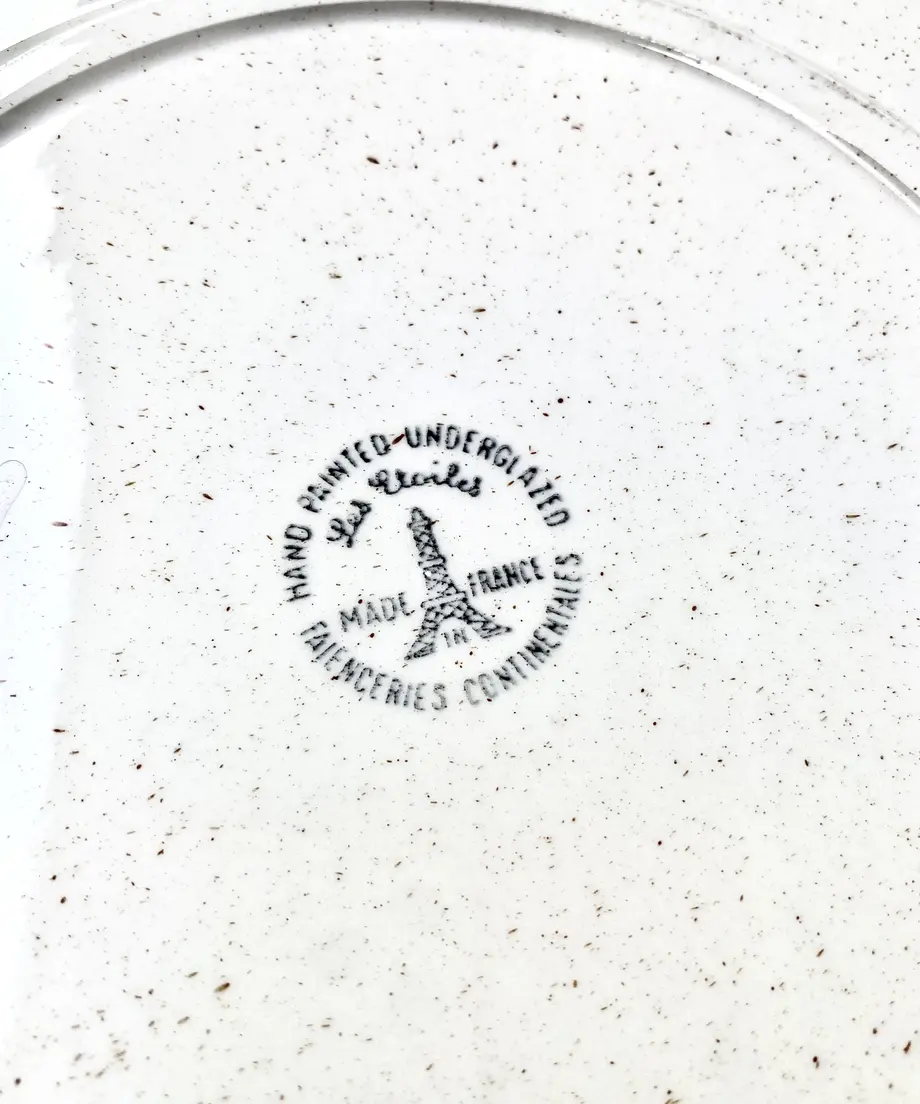 HAND PAINTED UNDERGLAZED
Les Etoiles
MADE IN FRANCE
FAIENCERIES CONTINENTALES